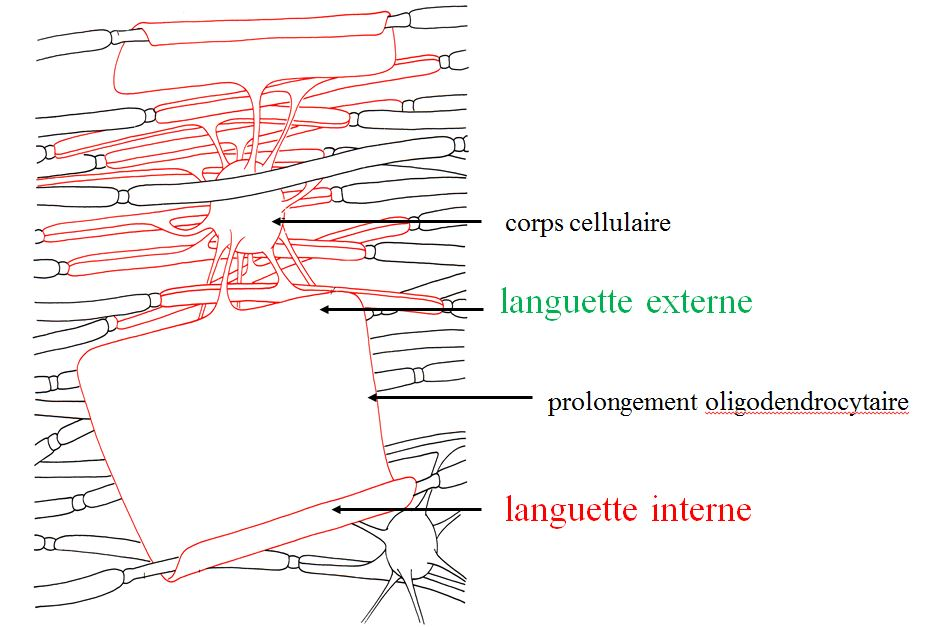 corps cellulaire
languette externe
prolongement oligodendrocytaire
languette interne